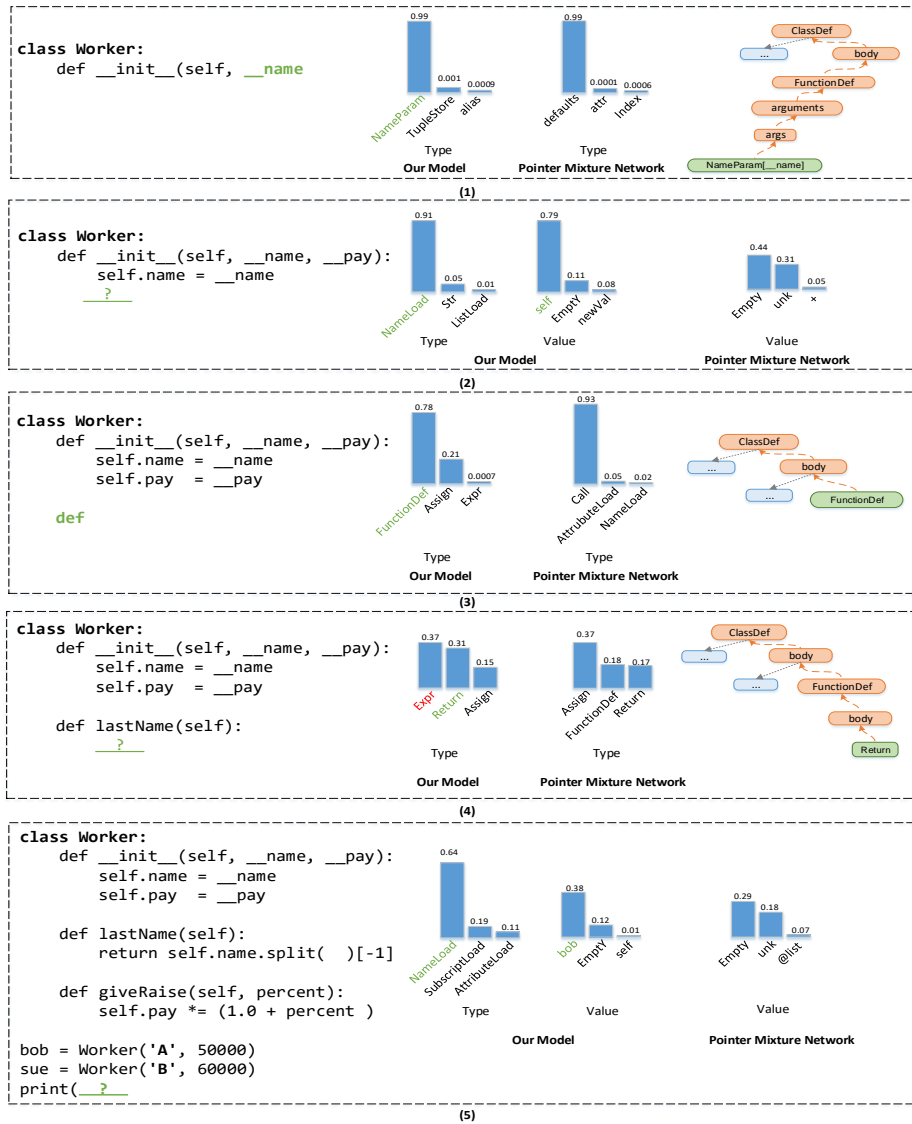 class Worker:
def __init__(self, __name
0.99
0.001
0.0009
NameParam
TupleStore
alias
Type
Our Model
0.99
0.0001
0.0006
defaults
attr
Index
Type
Pointer Mixture Network
ClassDef
...
body
FunctionDef
arguments
args
NameParam[__name]
(1)
class Worker:
def __init__(self, __name, __pay):
self.name = __name
?
0.91
0.05
0.01
NameLoad
Str
ListLoad
Type
0.79
0.11
0.08
self
EmptY
newVal
Value
Our Model
0.44
0.31
0.05
Empty
unk
+
Value
Pointer Mixture Network
(2)
class Worker:
def __init__(self, __name, __pay):
self.name = __name
self.pay = __pay
def
0.78
0.21
0.0007
FunctionDef
Assign
Expr
Type
Our Model
0.93
0.05
0.02
Call
AttrubuteLoad
NameLoad
Type
Pointer Mixture Network
ClassDef
...
body
...
FunctionDef
(3)
class Worker:
def __init__(self, __name, __pay):
self.name = __name
self.pay = __pay
def lastName(self):
?
0.37
0.31
0.15
Expr
Return
Assign
Type
Our Model
0.37
0.18
0.17
Assign
FunctionDef
Return
Type
Pointer Mixture Network
ClassDef
...
body
...
FunctionDef
body
Return
(4)
class Worker:
def __init__(self, __name, __pay):
self.name = __name
self.pay = __pay
def lastName(self):
return self.name.split( )[-1]
def giveRaise(self, percent):
self.pay *= (1.0 + percent )
bob = Worker('A', 50000)
sue = Worker('B', 60000)
print( ?
0.64
0.19
0.11
NameLoad
SubscriptLoad
AttributeLoad
Type
0.38
0.12
0.01
bob
EmptY
self
Value
Our Model
0.29
0.18
0.07
Empty
unk
@list
Value
Pointer Mixture Network
(5)